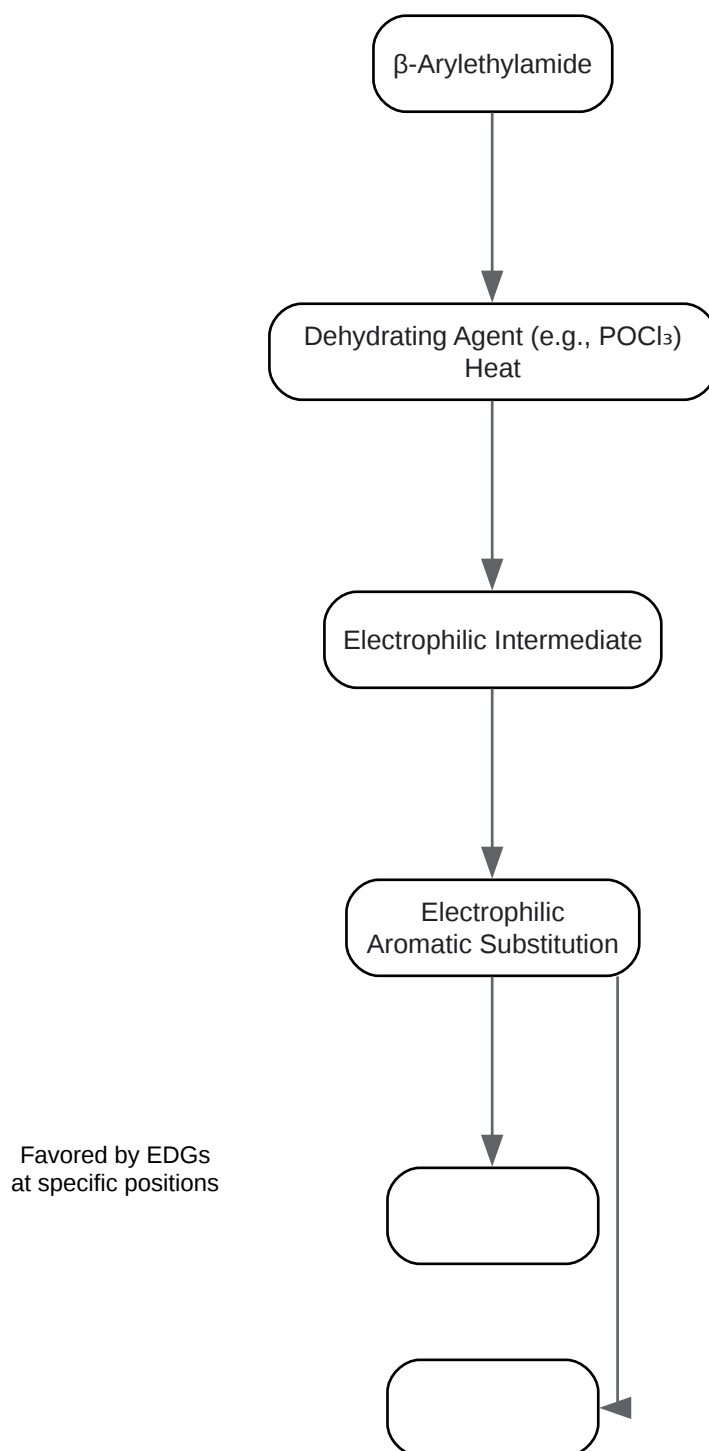 β-Arylethylamide
Dehydrating Agent (e.g., POCl₃)
Heat
Electrophilic Intermediate
Electrophilic
Aromatic Substitution
Favored by EDGs
at specific positions